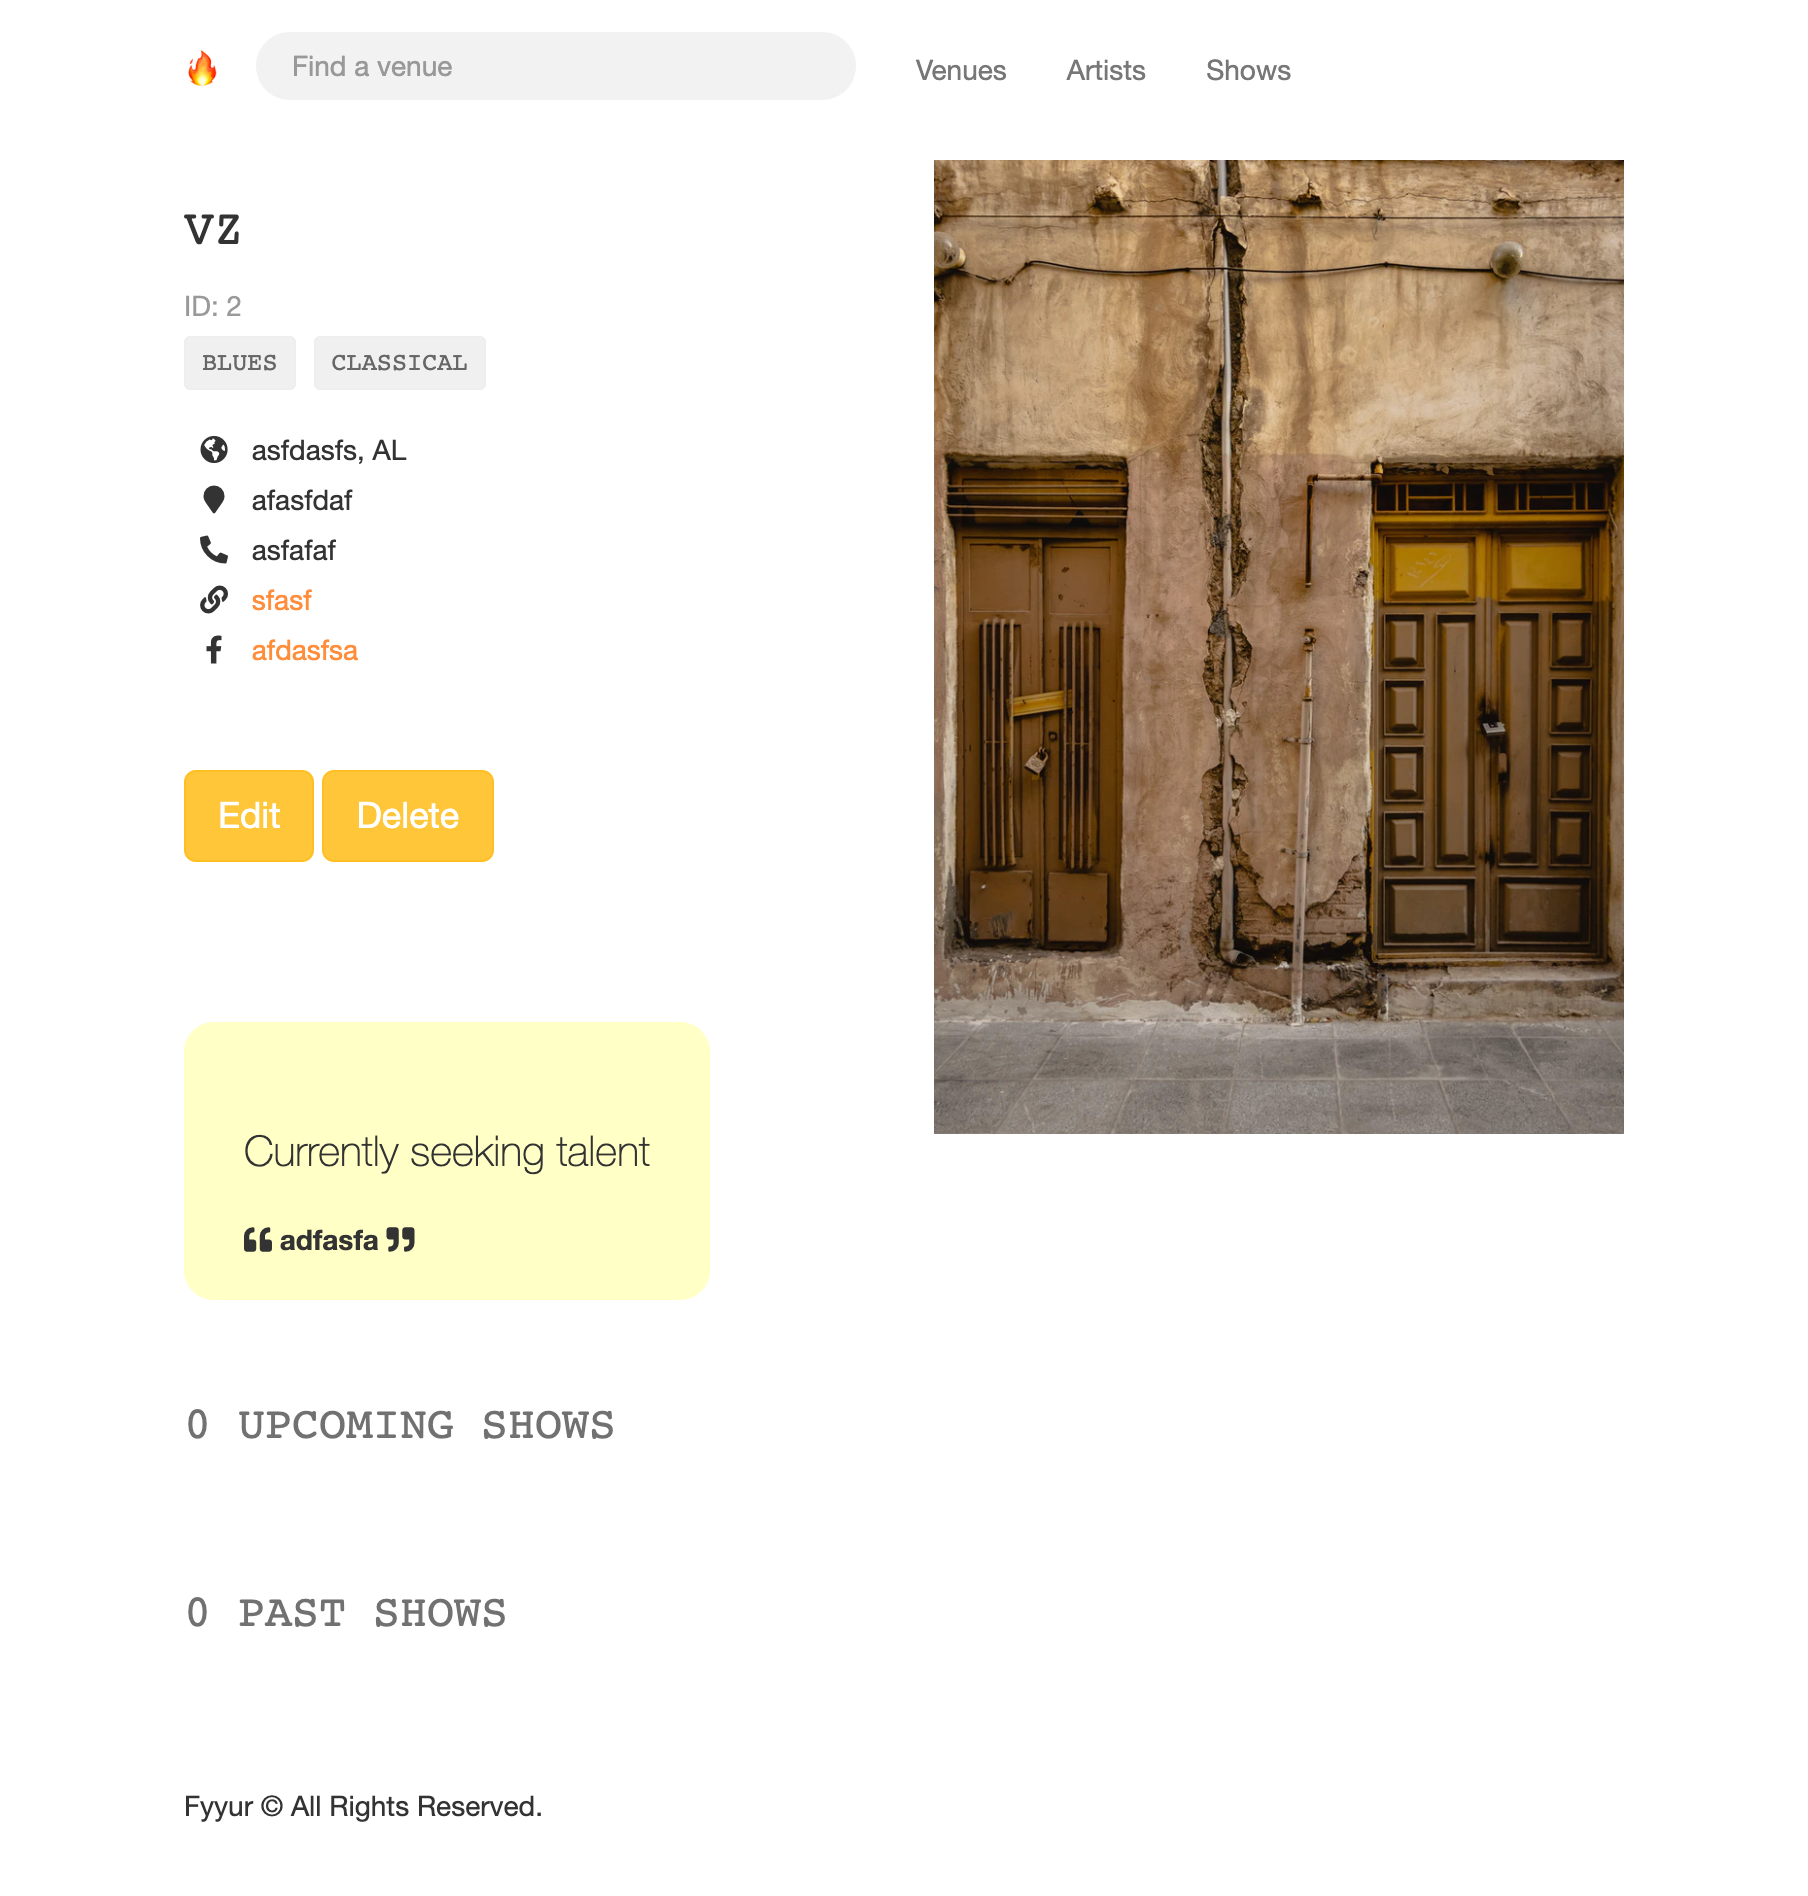 Find a venue
Venues
Artists
Shows
VZ
ID: 2
BLUES
CLASSICAL
asfdasfs, AL
afasfdaf
asfafaf
sfasf
afdasfsa
Edit
Delete
Currently seeking talent
❝ adfasfa ❞
0 UPCOMING SHOWS
0 PAST SHOWS
Fyyur © All Rights Reserved.